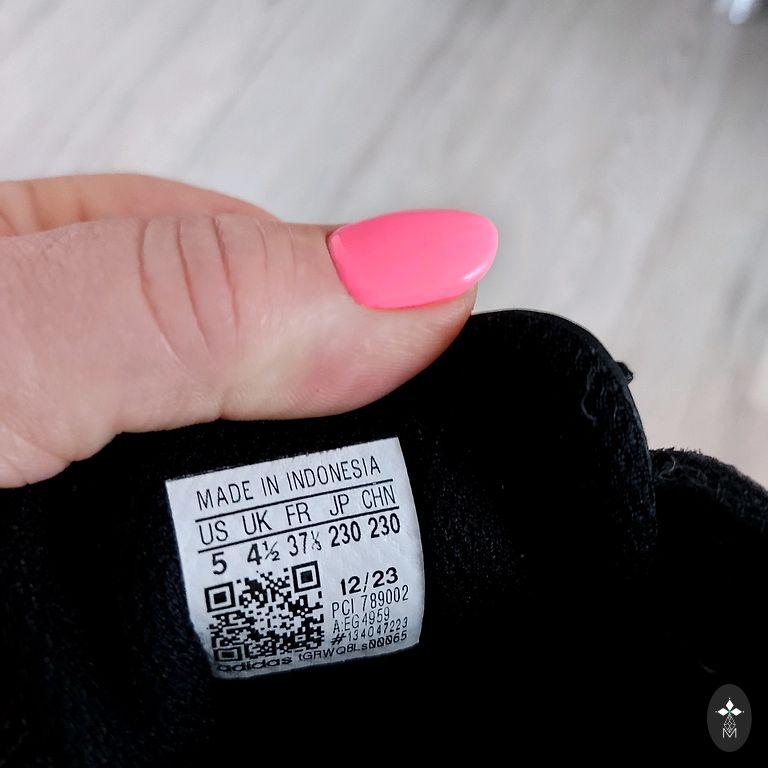 MADE IN INDONESIA
US UK FR JP CHN
5 4½ 37⅓ 230 230
12/23
PCI 789002
A:EG4959
#134047223
adidas tGRWQ8Ls00065
M